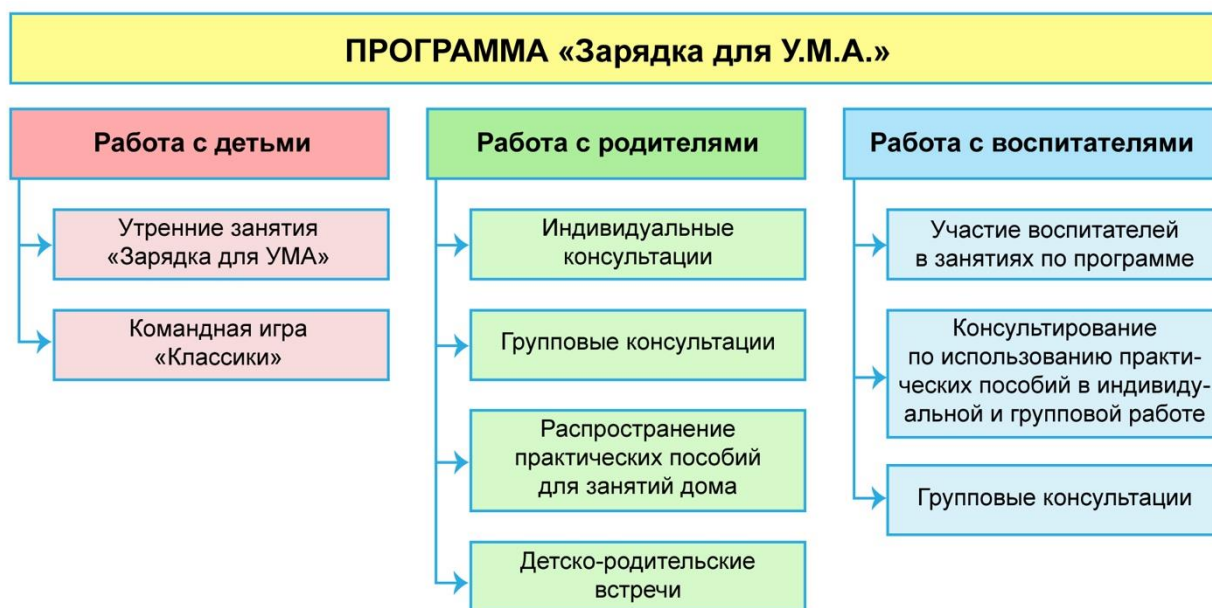 ПРОГРАММА «Зарядка для У.М.А.»
Работа с детьми
Утренние занятия
«Зарядка для УМА»
Командная игра
«Классики»
Работа с родителями
Индивидуальные
консультации
Групповые консультации
Распространение
практических пособий
для занятий дома
Детско-родительские
встречи
Работа с воспитателями
Участие воспитателей
в занятиях по программе
Консультирование
по использованию практи-
ческих пособий в индивиду-
альной и групповой работе
Групповые консультации